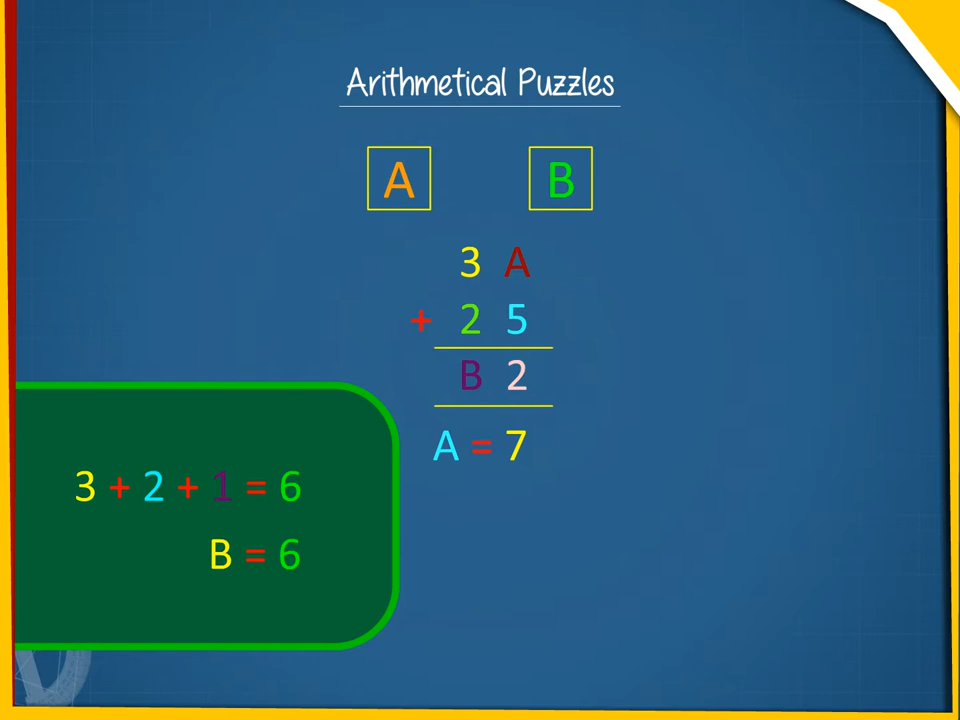 Arithmetical Puzzles
A B
3 A
+ 2 5
B 2
A = 7
3 + 2 + 1 = 6
B = 6